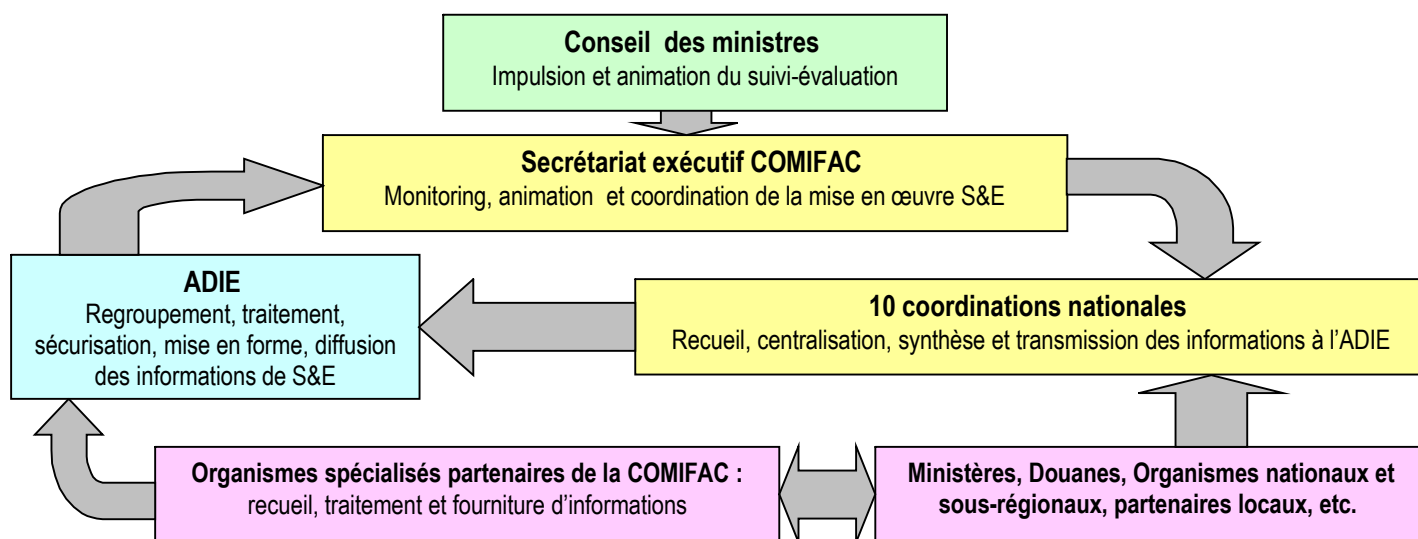 Conseil des ministres
Impulsion et animation du suivi-évaluation
Secrétariat exécutif COMIFAC
Monitoring, animation et coordination de la mise en œuvre S&E
ADIE
Regroupement, traitement,
sécurisation, mise en forme, diffusion
des informations de S&E
10 coordinations nationales
Recueil, centralisation, synthèse et transmission des informations à l’ADIE
Organismes spécialisés partenaires de la COMIFAC :
recueil, traitement et fourniture d’informations
Ministères, Douanes, Organismes nationaux et
sous-régionaux, partenaires locaux, etc.